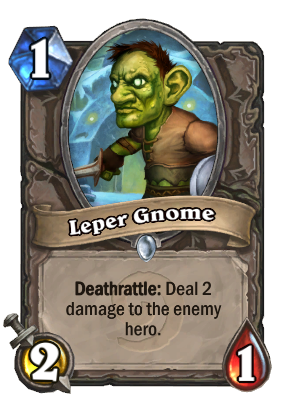 1
Leper Gnome
Deathrattle: Deal 2
damage to the enemy
hero.
2
1